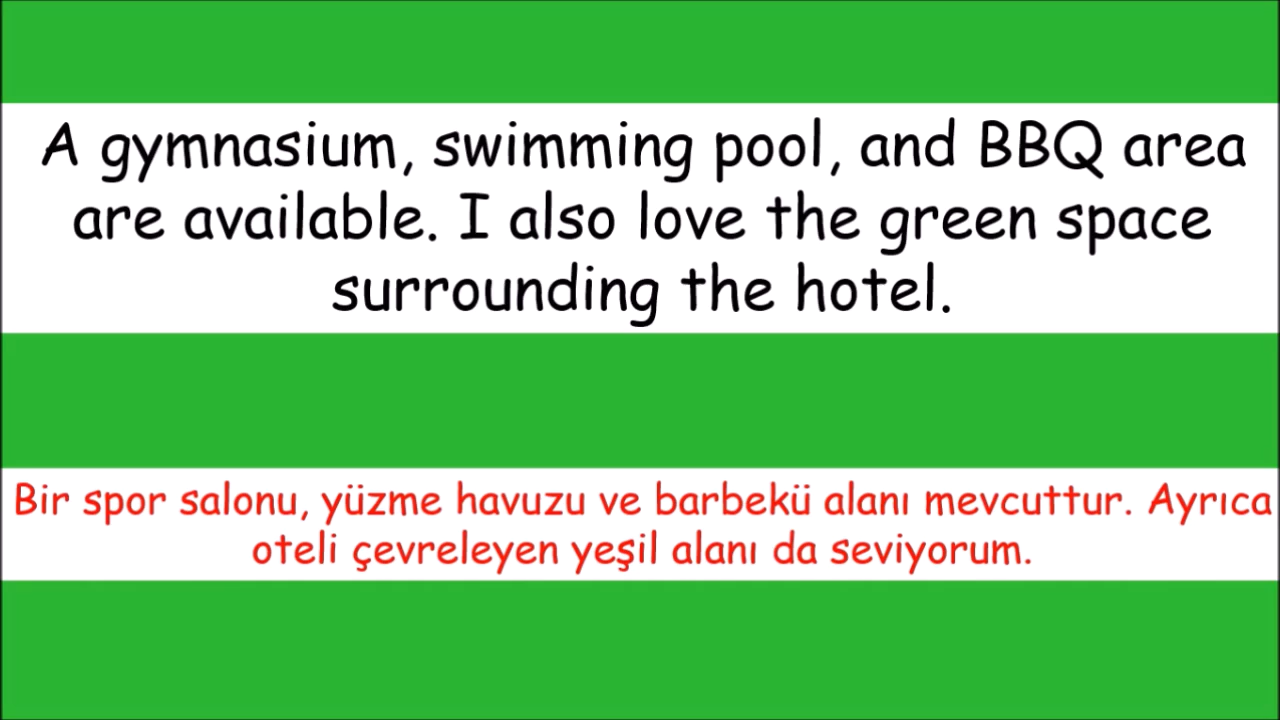 A gymnasium, swimming pool, and BBQ area
are available. I also love the green space
surrounding the hotel.
Bir spor salonu, yüzme havuzu ve barbekü alanı mevcuttur. Ayrıca
oteli çevreleyen yeşil alanı da seviyorum.